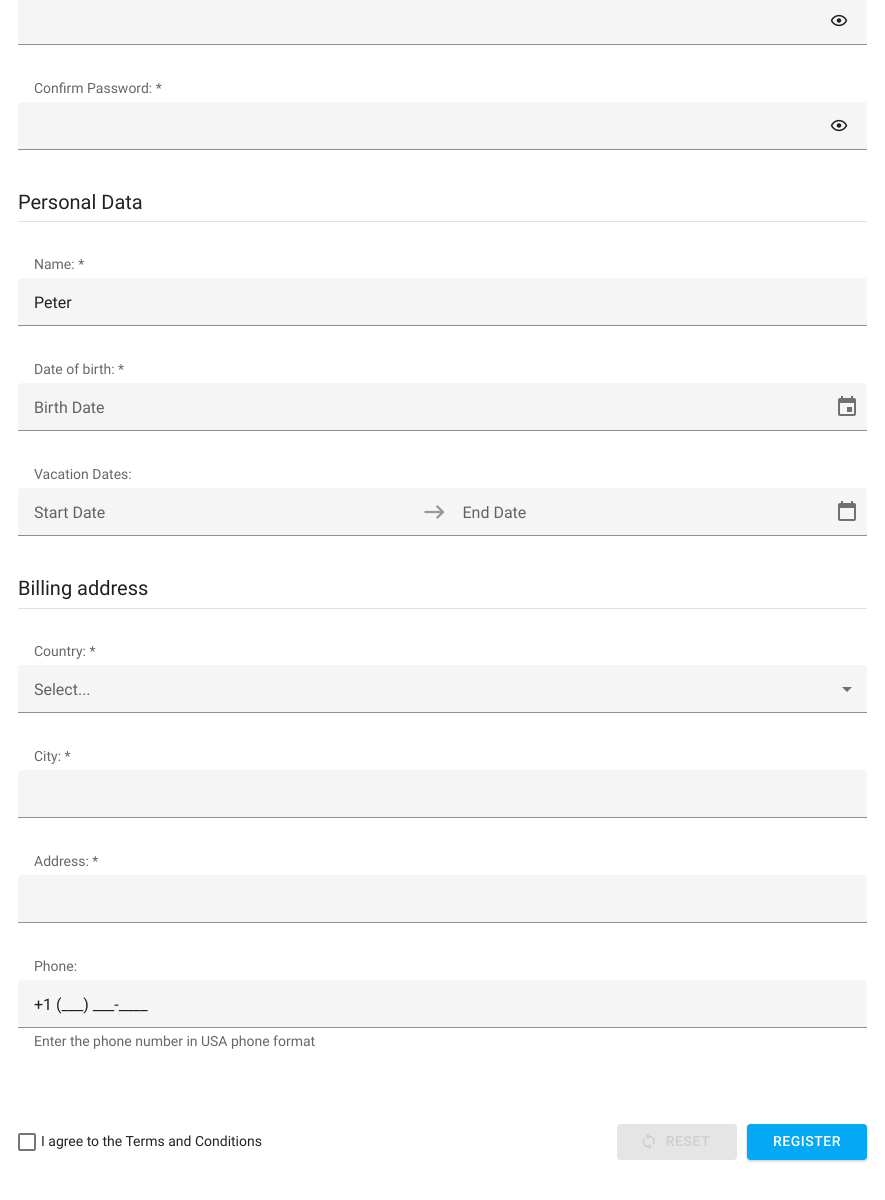 Confirm Password: *
Personal Data
Name: *
Peter
Date of birth: *
Birth Date
Vacation Dates:
Start Date End Date
Billing address
Country: *
Select...
City: *
Address: *
Phone:
+1 (___) ___-____
Enter the phone number in USA phone format
I agree to the Terms and Conditions RESET REGISTER